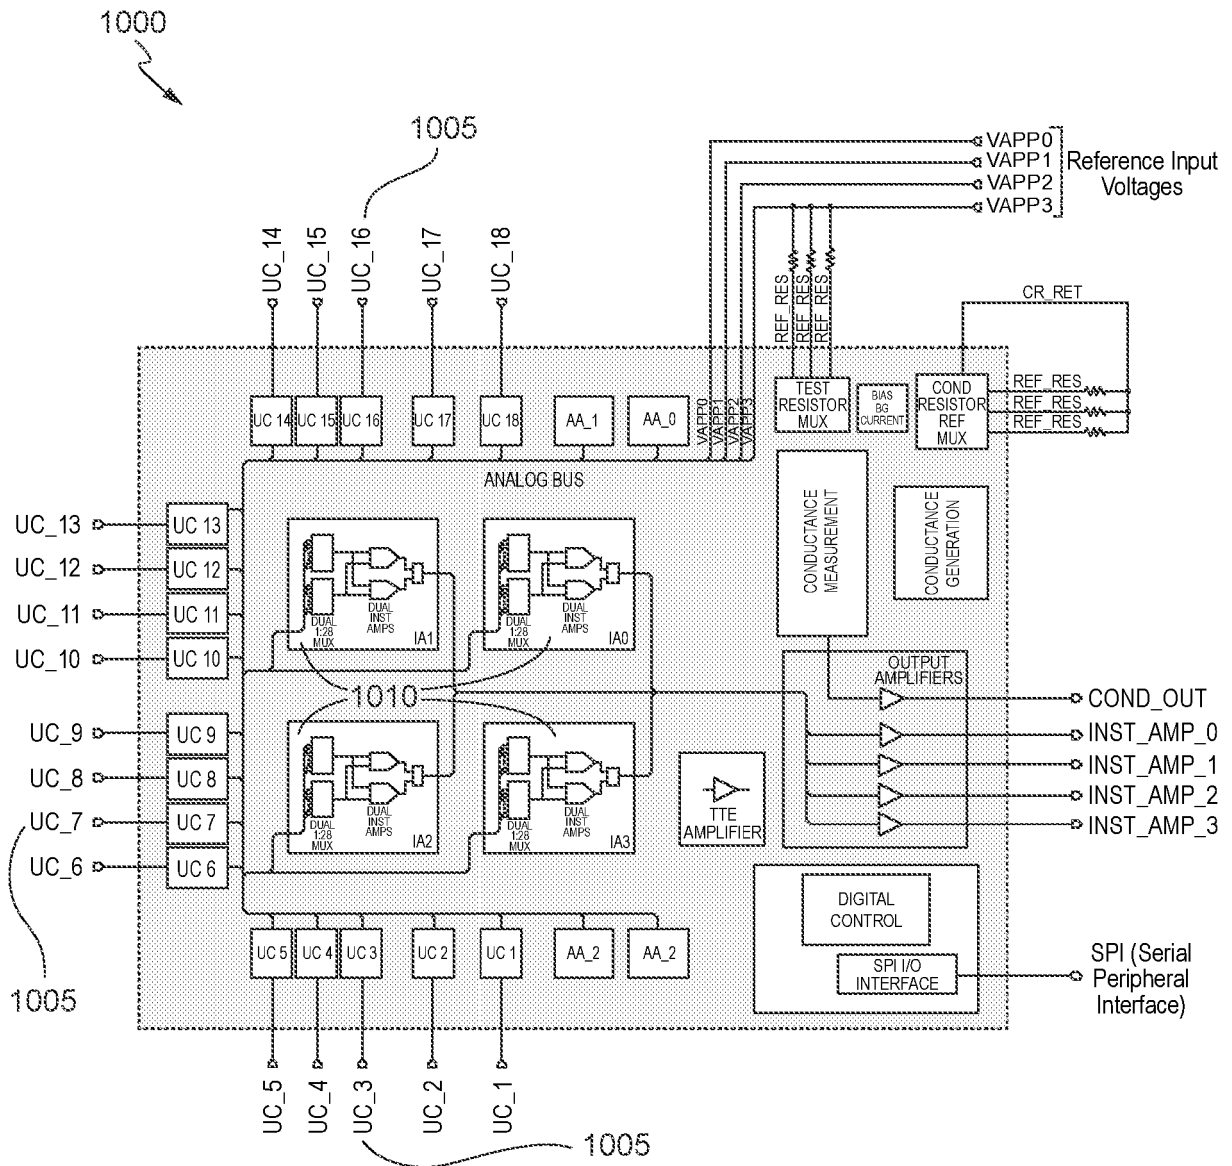 1000
1005
VAPP0
VAPP1
VAPP2
VAPP3
Reference Input
Voltages
UC_14
UC_15
UC_16
UC_17
UC_18
REF_RES
REF_RES
REF_RES
CR_RET
UC 14
UC 15
UC 16
UC 17
UC 18
AA_1
AA_0
VAPP0
VAPP1
VAPP2
VAPP3
TEST
RESISTOR
MUX
BIAS
BG
CURRENT
COND
RESISTOR
REF
MUX
REF_RES
REF_RES
REF_RES
ANALOG BUS
UC_13
UC 13
UC_12
UC 12
UC_11
UC 11
UC_10
UC 10
DUAL
1:28
MUX
DUAL
INST
AMPS
IA1
DUAL
1:28
MUX
DUAL
INST
AMPS
IA0
CONDUCTANCE
MEASUREMENT
CONDUCTANCE
GENERATION
1010
OUTPUT
AMPLIFIERS
COND_OUT
INST_AMP_0
INST_AMP_1
INST_AMP_2
INST_AMP_3
UC_9
UC 9
UC_8
UC 8
UC_7
UC 7
UC_6
UC 6
DUAL
1:28
MUX
DUAL
INST
AMPS
IA2
DUAL
1:28
MUX
DUAL
INST
AMPS
IA3
TTE
AMPLIFIER
DIGITAL
CONTROL
SPI I/O
INTERFACE
SPI (Serial
Peripheral
Interface)
UC 5
UC 4
UC 3
UC 2
UC 1
AA_2
AA_2
1005
UC_5
UC_4
UC_3
UC_2
UC_1
1005